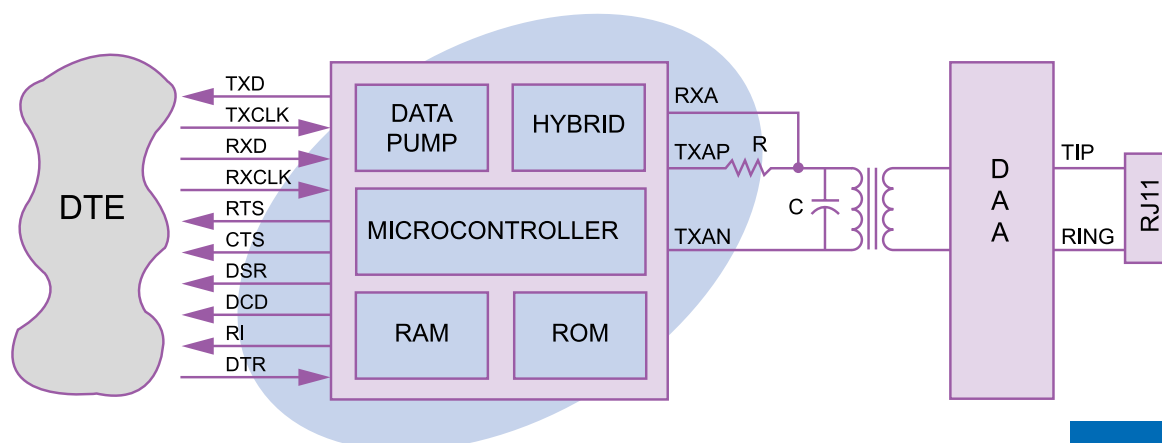 DTE
TXD
TXCLK
RXD
RXCLK
RTS
CTS
DSR
DCD
RI
DTR
DATA
PUMP
HYBRID
MICROCONTROLLER
RAM
ROM
RXA
TXAP
R
C
TXAN
D
A
A
TIP
RING
RJ11